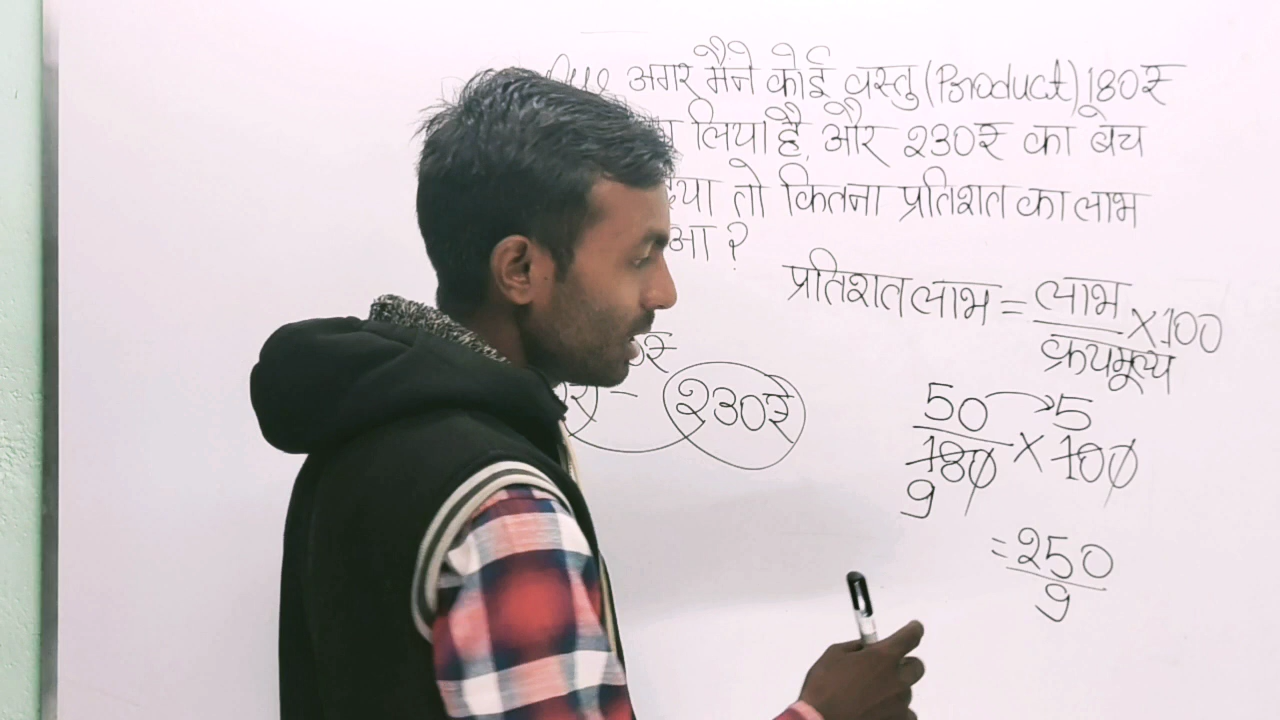 Que अगर मैंने कोई वस्तु (Product) 180₹
लिया है, और 230₹ का बेच
तो कितना प्रतिशत का लाभ
?
प्रतिशत लाभ = लाभ × 100
क्रयमूल्य
230₹
50 5
180 × 100
9
= 250
9